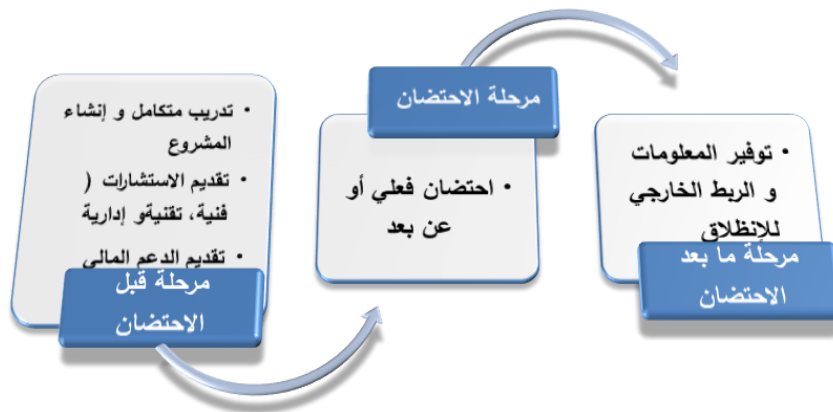 تدريب متكامل و إنشاء
المشروع
تقديم الاستشارات (
فنية، تقنيةو إدارية
تقديم الدعم المالي
مرحلة قبل
الاحتضان
مرحلة الاحتضان
احتضان فعلي أو
عن بعد
توفير المعلومات
و الربط الخارجي
للإنطلاق
مرحلة ما بعد
الاحتضان